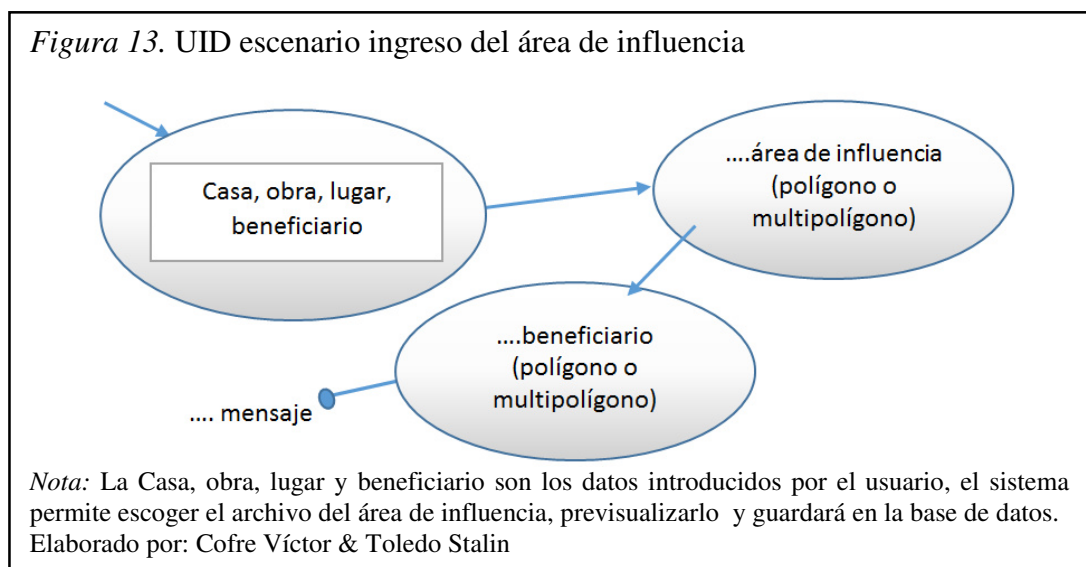 Figura 13. UID escenario ingreso del área de influencia
Casa, obra, lugar,
beneficiario
....área de influencia
(polígono o
multipolígono)
....beneficiario
(polígono o
multipolígono)
.... mensaje
Nota: La Casa, obra, lugar y beneficiario son los datos introducidos por el usuario, el sistema
permite escoger el archivo del área de influencia, previsualizarlo y guardará en la base de datos.
Elaborado por: Cofre Víctor & Toledo Stalin